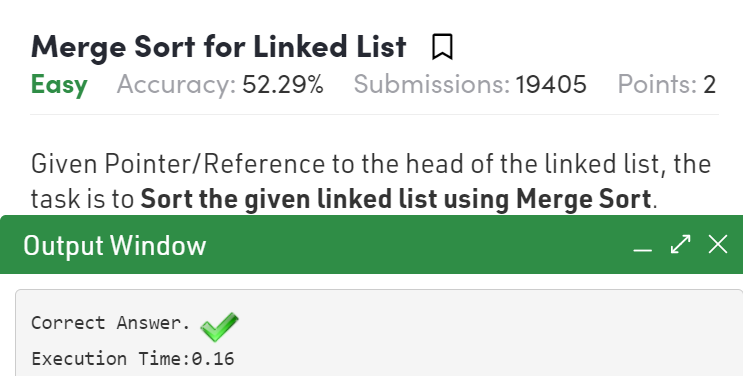 Merge Sort for Linked List
Easy Accuracy: 52.29% Submissions: 19405 Points: 2
Given Pointer/Reference to the head of the linked list, the
task is to Sort the given linked list using Merge Sort.
Output Window
Correct Answer.
Execution Time:0.16